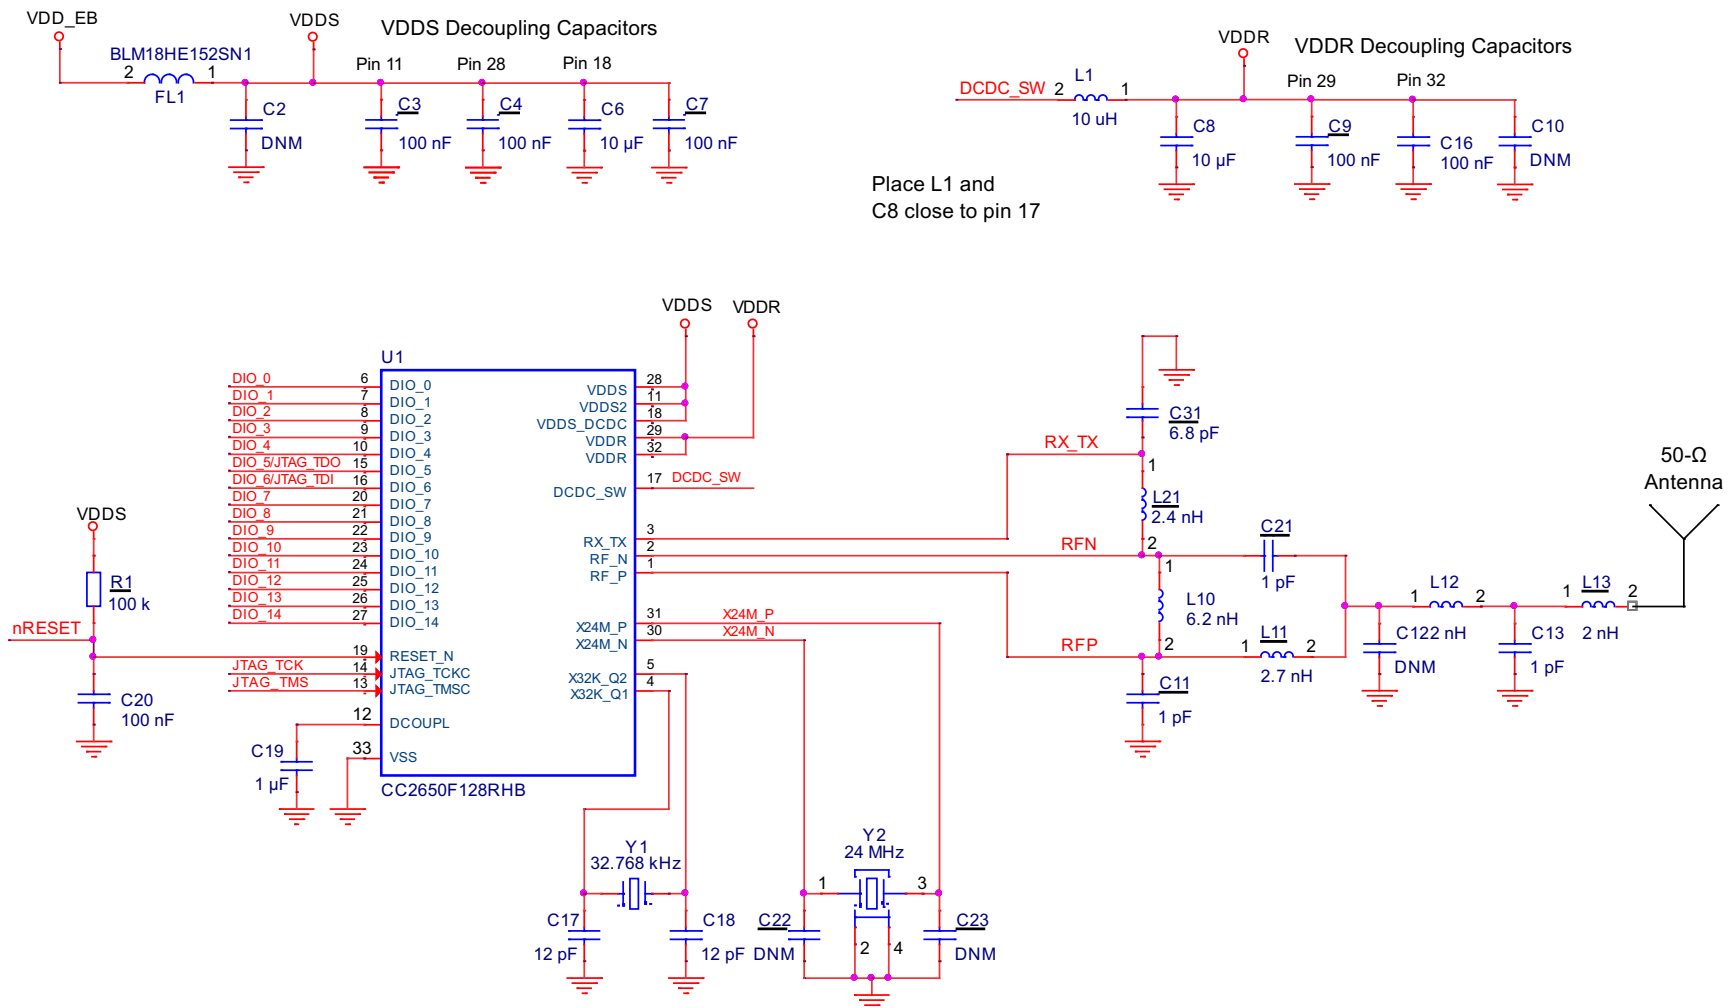 VDD_EB
VDDS
VDDS Decoupling Capacitors
BLM18HE152SN1
2
1
FL1
Pin 11
Pin 28
Pin 18
C2
DNM
C3
100 nF
C4
100 nF
C6
10 µF
C7
100 nF
VDDR
VDDR Decoupling Capacitors
DCDC_SW
2
L1
1
10 uH
Pin 29
Pin 32
C8
10 µF
C9
100 nF
C16
100 nF
C10
DNM
Place L1 and
C8 close to pin 17
VDDS
VDDR
U1
DIO_0
6
DIO_0
DIO_1
7
DIO_1
DIO_2
8
DIO_2
DIO_3
9
DIO_3
DIO_4
10
DIO_4
DIO_5/JTAG_TDO
15
DIO_5
DIO_6/JTAG_TDI
16
DIO_6
DIO_7
20
DIO_7
DIO_8
21
DIO_8
DIO_9
22
DIO_9
DIO_10
23
DIO_10
DIO_11
24
DIO_11
DIO_12
25
DIO_12
DIO_13
26
DIO_13
DIO_14
27
DIO_14
19
RESET_N
JTAG_TCK
14
JTAG_TCKC
JTAG_TMS
13
JTAG_TMSC
12
DCOUPL
33
VSS
CC2650F128RHB
VDDS
28
VDDS2
11
VDDS_DCDC
18
VDDR
29
VDDR
32
DCDC_SW
17
DCDC_SW
RX_TX
3
RF_N
2
RF_P
1
X24M_P
31
X24M_P
X24M_N
30
X24M_N
X32K_Q2
5
X32K_Q1
4
VDDS
R1
100 k
nRESET
C20
100 nF
C19
1 µF
Y1
32.768 kHz
C17
12 pF
C18
12 pF
Y2
24 MHz
1
3
2
4
C22
DNM
C23
DNM
RX_TX
C31
6.8 pF
1
L21
2.4 nH
2
RFN
C21
1 pF
1
L10
6.2 nH
2
RFP
1
L11
2
2.7 nH
C11
1 pF
1
L12
2
C122 nH
DNM
C13
1 pF
1
L13
2
2 nH
50-Ω
Antenna